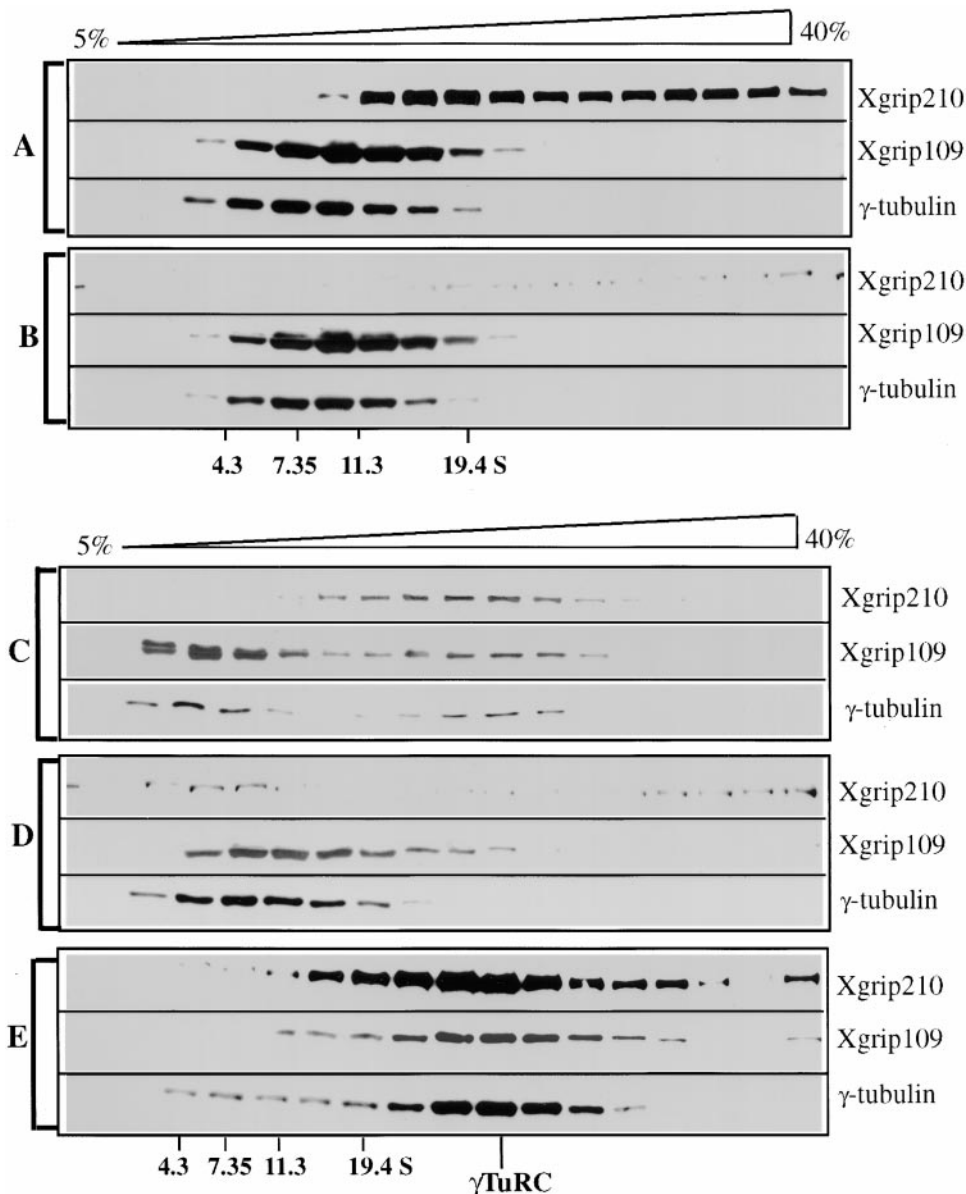 5% 40%
A
Xgrip210
Xgrip109
γ-tubulin
B
Xgrip210
Xgrip109
γ-tubulin
4.3 7.35 11.3 19.4 S
5% 40%
C
Xgrip210
Xgrip109
γ-tubulin
D
Xgrip210
Xgrip109
γ-tubulin
E
Xgrip210
Xgrip109
γ-tubulin
4.3 7.35 11.3 19.4 S
γTuRC